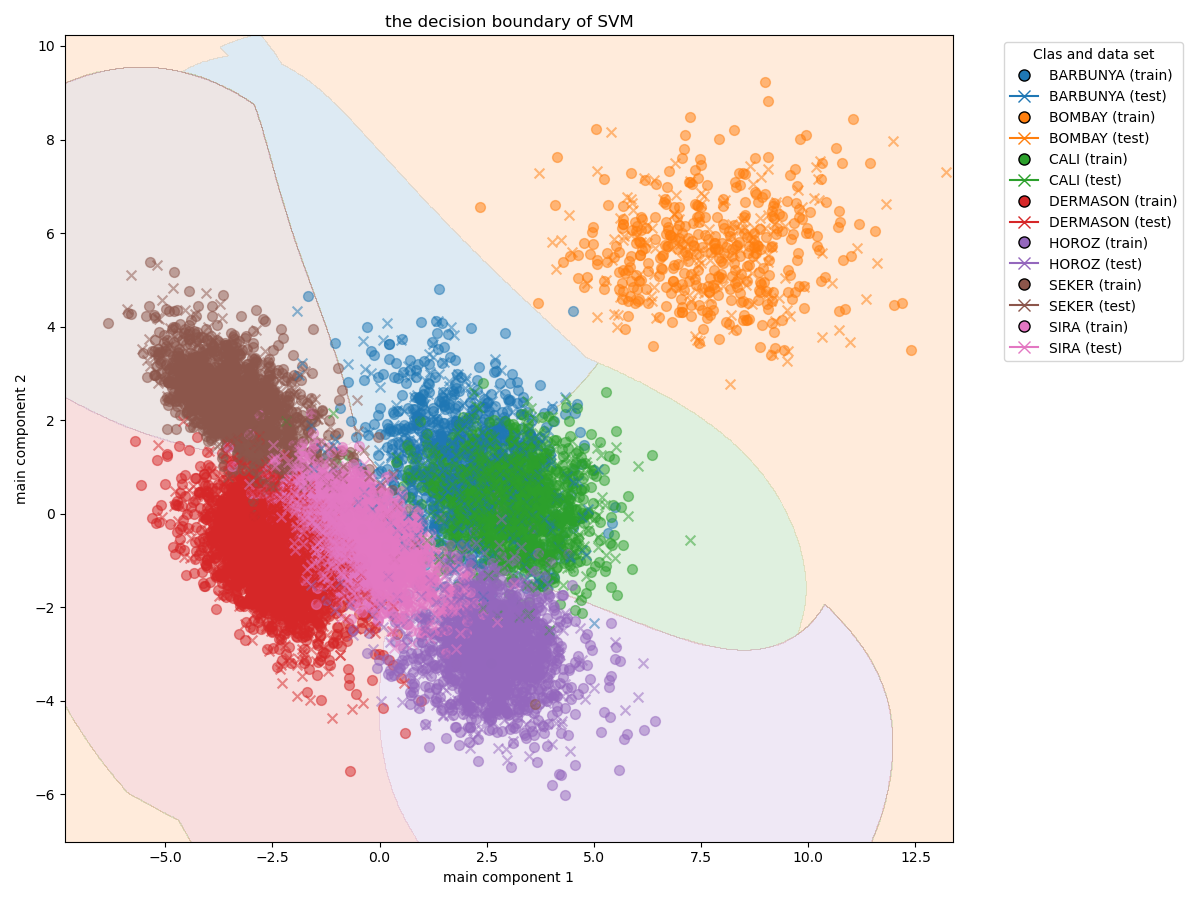 the decision boundary of SVM
10
8
6
4
2
0
−2
−4
−6
main component 2
−5.0 −2.5 0.0 2.5 5.0 7.5 10.0 12.5
main component 1
Clas and data set
BARBUNYA (train)
BARBUNYA (test)
BOMBAY (train)
BOMBAY (test)
CALI (train)
CALI (test)
DERMASON (train)
DERMASON (test)
HOROZ (train)
HOROZ (test)
SEKER (train)
SEKER (test)
SIRA (train)
SIRA (test)